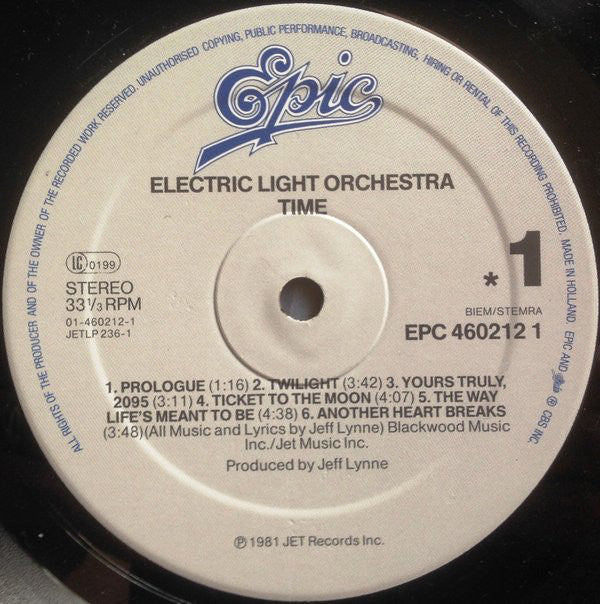 ALL RIGHTS OF THE PRODUCER AND OF THE OWNER OF THE RECORDED WORK RESERVED. UNAUTHORISED COPYING, PUBLIC PERFORMANCE, BROADCASTING, HIRING OR RENTAL OF THIS RECORDING PROHIBITED. MADE IN HOLLAND EPIC AND Epic ® CBS INC.
Epic
ELECTRIC LIGHT ORCHESTRA
TIME
LC 0199
STEREO
33 1/3 RPM
01-460212-1
JETLP 236-1
* 1
BIEM/STEMRA
EPC 460212 1
1. PROLOGUE (1:16) 2. TWILIGHT (3:42) 3. YOURS TRULY,
2095 (3:11) 4. TICKET TO THE MOON (4:07) 5. THE WAY
LIFE'S MEANT TO BE (4:38) 6. ANOTHER HEART BREAKS
(3:48)(All Music and Lyrics by Jeff Lynne) Blackwood Music
Inc./Jet Music Inc.
Produced by Jeff Lynne
℗ 1981 JET Records Inc.